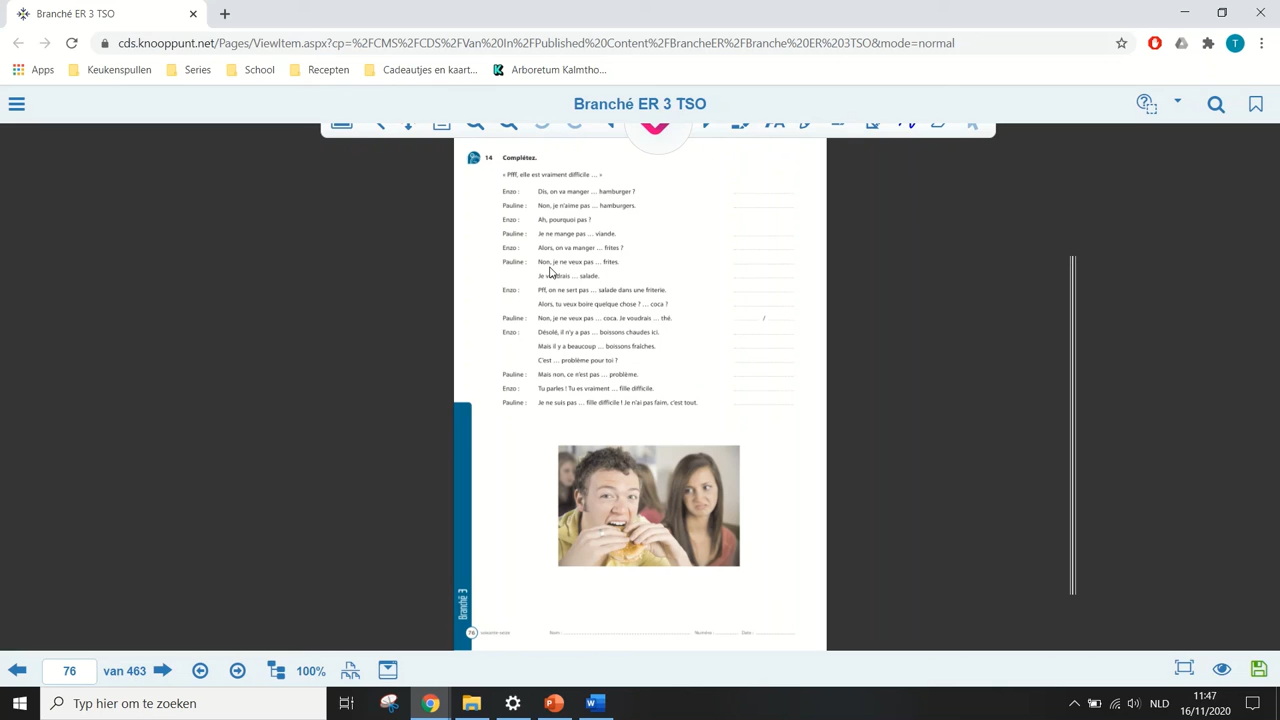 Branché ER 3 TSO
cds.knooppunt.net/Pages/ViewItem.aspx?cp=%2FCMS%2FCDS%2FVan%20In%2FPublished%20Content%2FBrancheER%2FBranche%20ER%203TSO&mode=normal
T
Apps Keukenspullen Series School Recepten Cadeautjes en kaart... Arboretum Kalmtho...
Branché ER 3 TSO
14 Complétez.
« Pfff, elle est vraiment difficile … »
Enzo : Dis, on va manger … hamburger ?
Pauline : Non, je n'aime pas … hamburgers.
Enzo : Ah, pourquoi pas ?
Pauline : Je ne mange pas … viande.
Enzo : Alors, on va manger … frites ?
Pauline : Non, je ne veux pas … frites.
Je voudrais … salade.
Enzo : Pff, on ne sert pas … salade dans une friterie.
Alors, tu veux boire quelque chose ? … coca ?
Pauline : Non, je ne veux pas … coca. Je voudrais … thé. /
Enzo : Désolé, il n'y a pas … boissons chaudes ici.
Mais il y a beaucoup … boissons fraîches.
C'est … problème pour toi ?
Pauline : Mais non, ce n'est pas … problème.
Enzo : Tu parles ! Tu es vraiment … fille difficile.
Pauline : Je ne suis pas … fille difficile ! Je n'ai pas faim, c'est tout.
Branché 3
76 soixante-seize Nom : Numéro : Date :
76 van 463 100%
Typ hier om te zoeken
NLD
11:47
16/11/2020